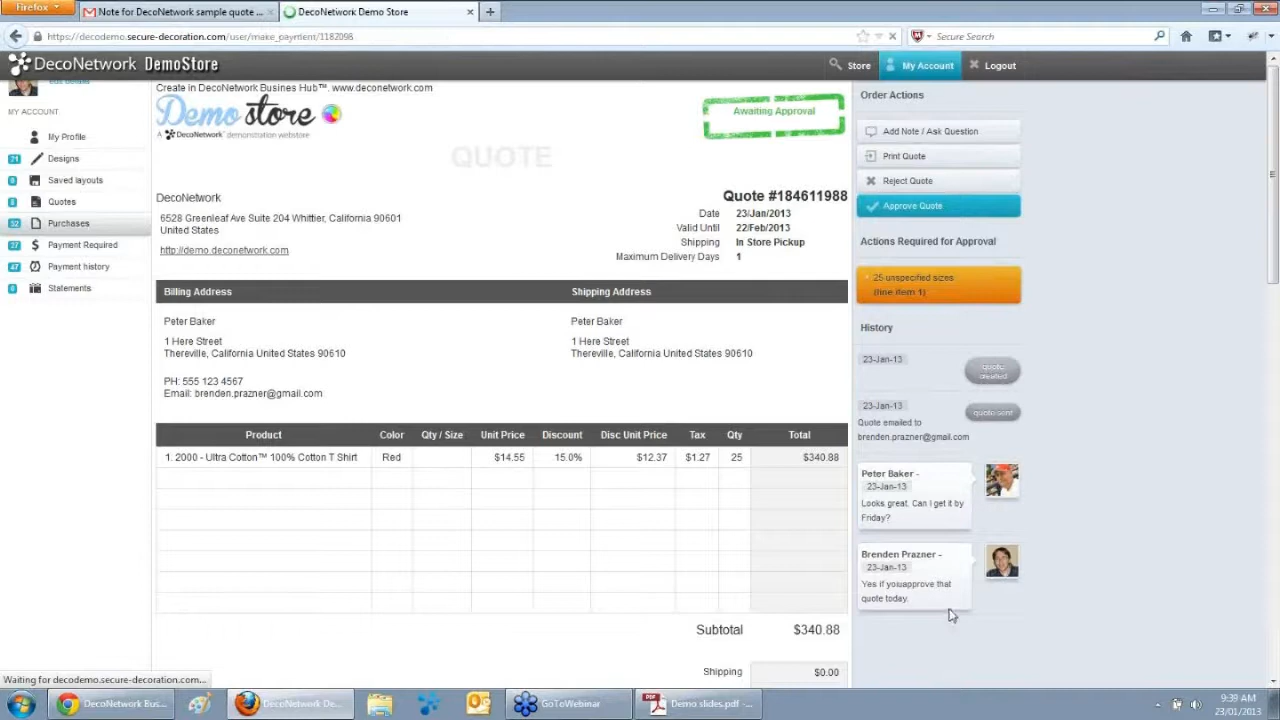 Firefox
Note for DecoNetwork sample quote ...
DecoNetwork Demo Store
https://decodemo.secure-decoration.com/user/make_payment/1182098
Secure Search
DecoNetwork DemoStore
Store
My Account
Logout
edit details
MY ACCOUNT
My Profile
Designs
Saved layouts
Quotes
Purchases
Payment Required
Payment history
Statements
Create in DecoNetwork Busines Hub™. www.deconetwork.com
Demo store
A DecoNetwork demonstration webstore
Awaiting Approval
QUOTE
DecoNetwork
6528 Greenleaf Ave Suite 204 Whittier, California 90601
United States
http://demo.deconetwork.com
Quote #184611988
Date 23/Jan/2013
Valid Until 22/Feb/2013
Shipping In Store Pickup
Maximum Delivery Days 1
Billing Address
Shipping Address
Peter Baker
1 Here Street
Thereville, California United States 90610
PH: 555 123 4567
Email: brenden.prazner@gmail.com
Peter Baker
1 Here Street
Thereville, California United States 90610
Product Color Qty / Size Unit Price Discount Disc Unit Price Tax Qty Total
1. 2000 - Ultra Cotton™ 100% Cotton T Shirt Red $14.55 15.0% $12.37 $1.27 25 $340.88
Subtotal $340.88
Shipping $0.00
Order Actions
Add Note / Ask Question
Print Quote
Reject Quote
Approve Quote
Actions Required for Approval
25 unspecified sizes
(line item 1)
History
23-Jan-13
quote
created
23-Jan-13
quote sent
Quote emailed to
brenden.prazner@gmail.com
Peter Baker -
23-Jan-13
Looks great. Can I get it by
Friday?
Brenden Prazner -
23-Jan-13
Yes if youapprove that
quote today.
Waiting for decodemo.secure-decoration.com...
DecoNetwork Bus...
DecoNetwork De...
GoToWebinar
Demo slides.pdf - ...
9:39 AM
23/01/2013